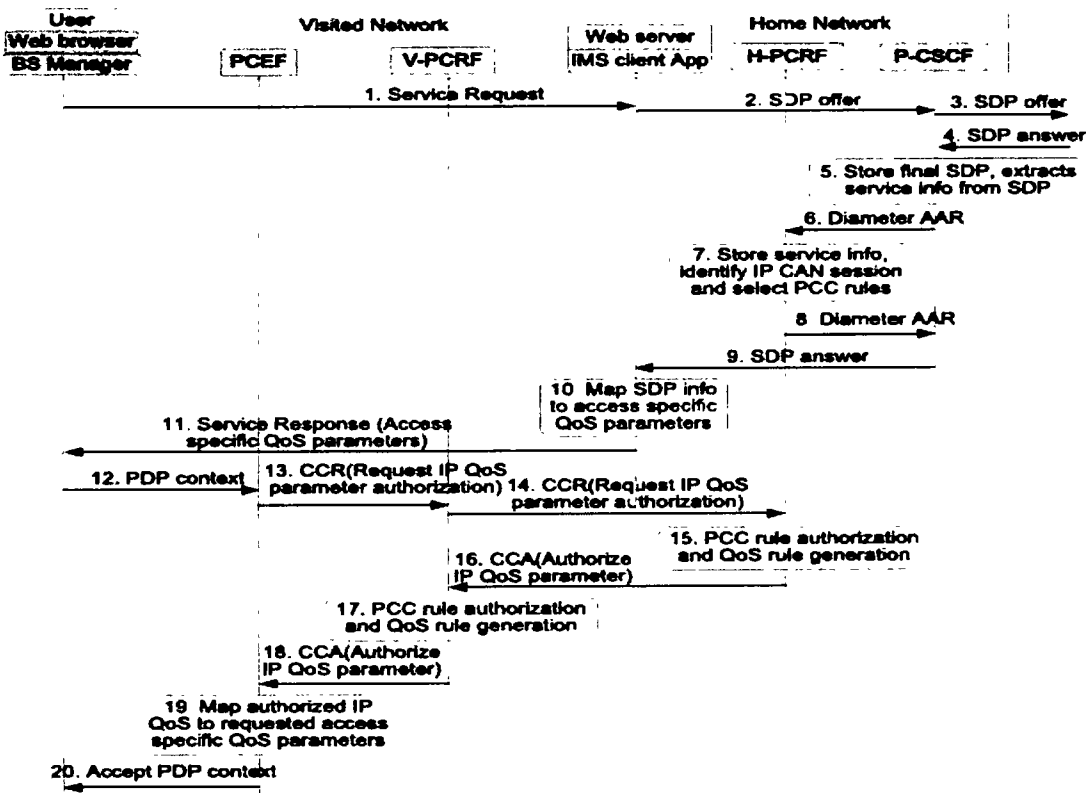 User
Visited Network
Home Network
Web browser
Web server
BS Manager
PCEF
V-PCRF
IMS client App
H-PCRF
P-CSCF
1. Service Request
2. SDP offer
3. SDP offer
4. SDP answer
5. Store final SDP, extracts
service info from SDP
6. Diameter AAR
7. Store service info,
identify IP CAN session
and select PCC rules
8 Diameter AAR
9. SDP answer
10 Map SDP info
to access specific
QoS parameters
11. Service Response (Access
specific QoS parameters)
12. PDP context
13. CCR(Request IP QoS
parameter authorization)
14. CCR(Request IP QoS
parameter authorization)
15. PCC rule authorization
and QoS rule generation
16. CCA(Authorize
IP QoS parameter)
17. PCC rule authorization
and QoS rule generation
18. CCA(Authorize
IP QoS parameter)
19 Map authorized IP
QoS to requested access
specific QoS parameters
20. Accept PDP context